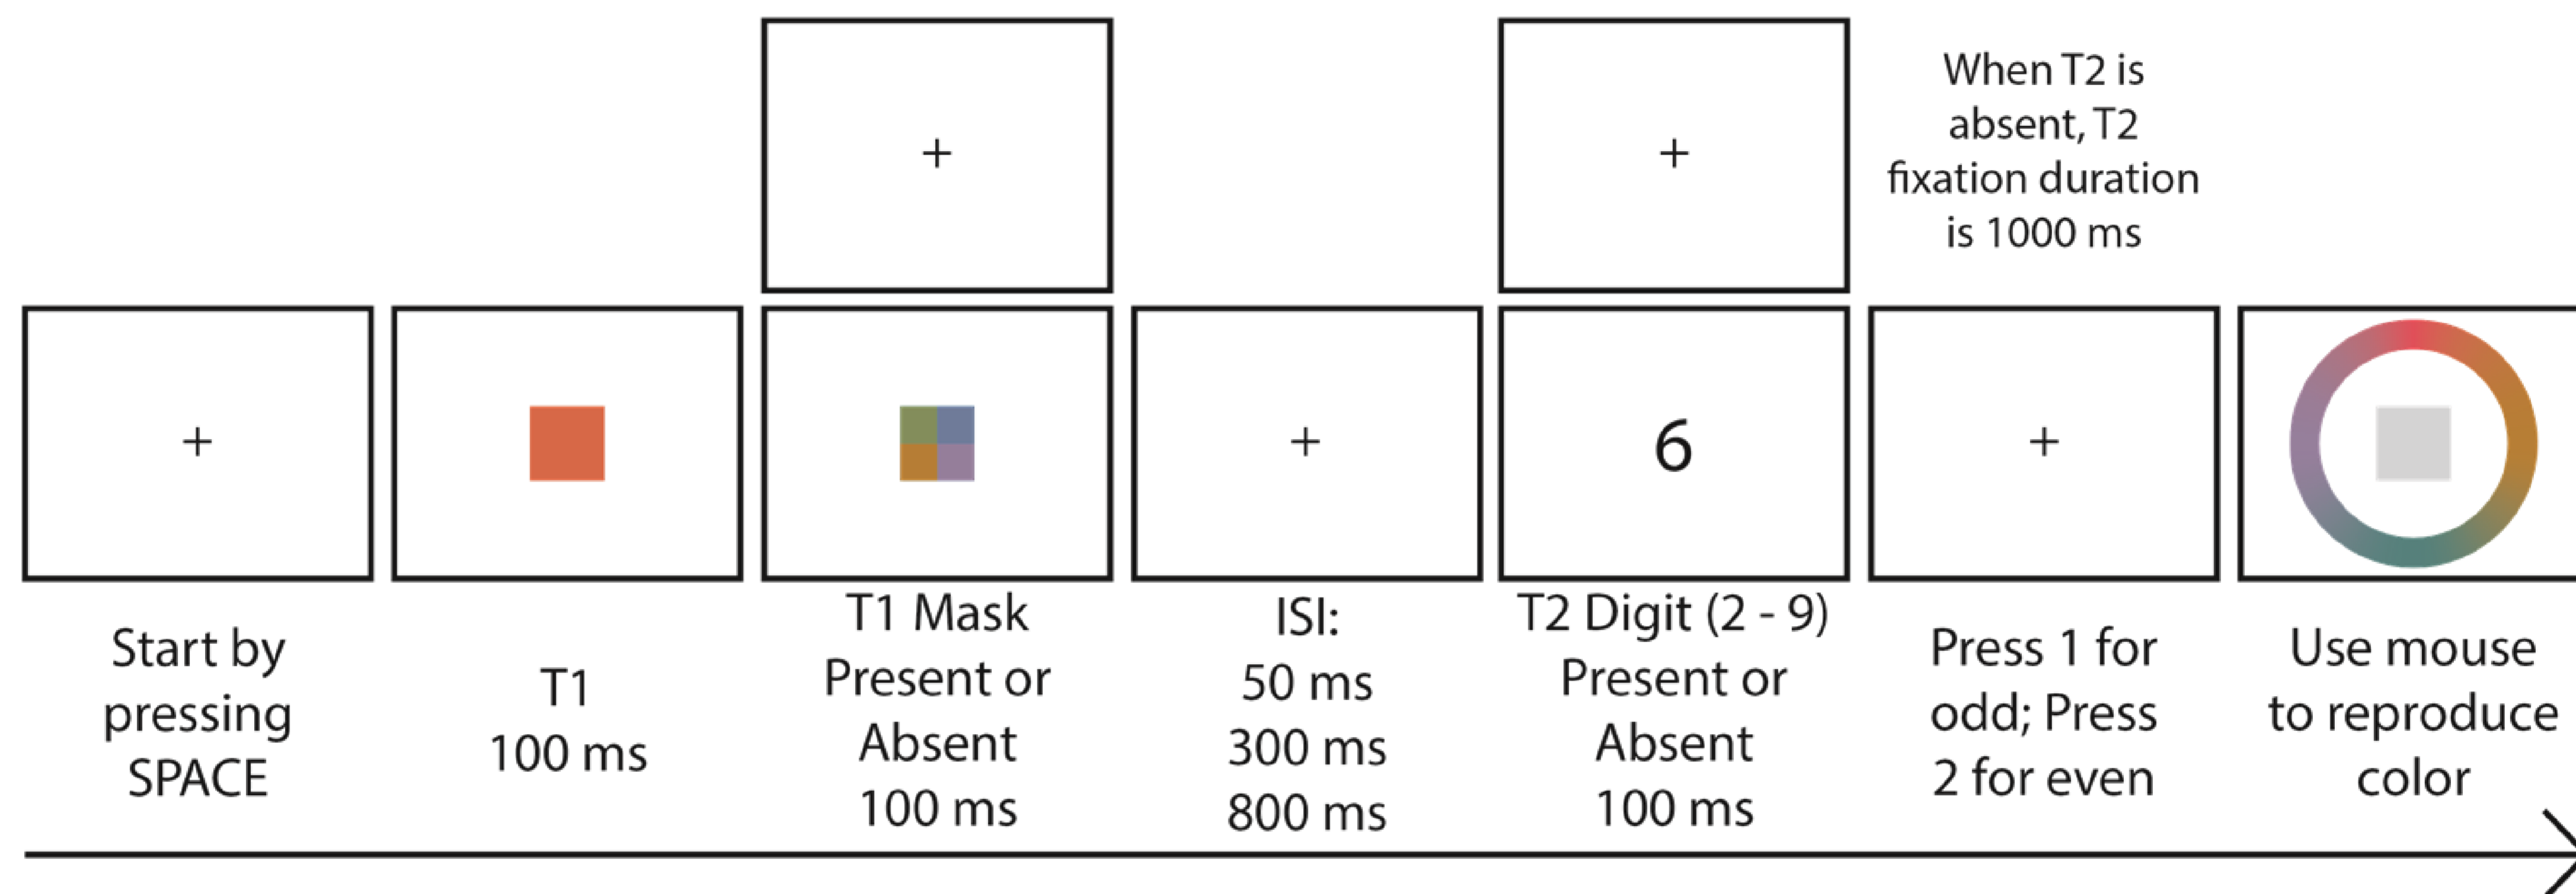 When T2 is
absent, T2
fixation duration
is 1000 ms
+
+
+
+
+
6
Start by
pressing
SPACE
T1
100 ms
T1 Mask
Present or
Absent
100 ms
ISI:
50 ms
300 ms
800 ms
T2 Digit (2 - 9)
Present or
Absent
100 ms
Press 1 for
odd; Press
2 for even
Use mouse
to reproduce
color